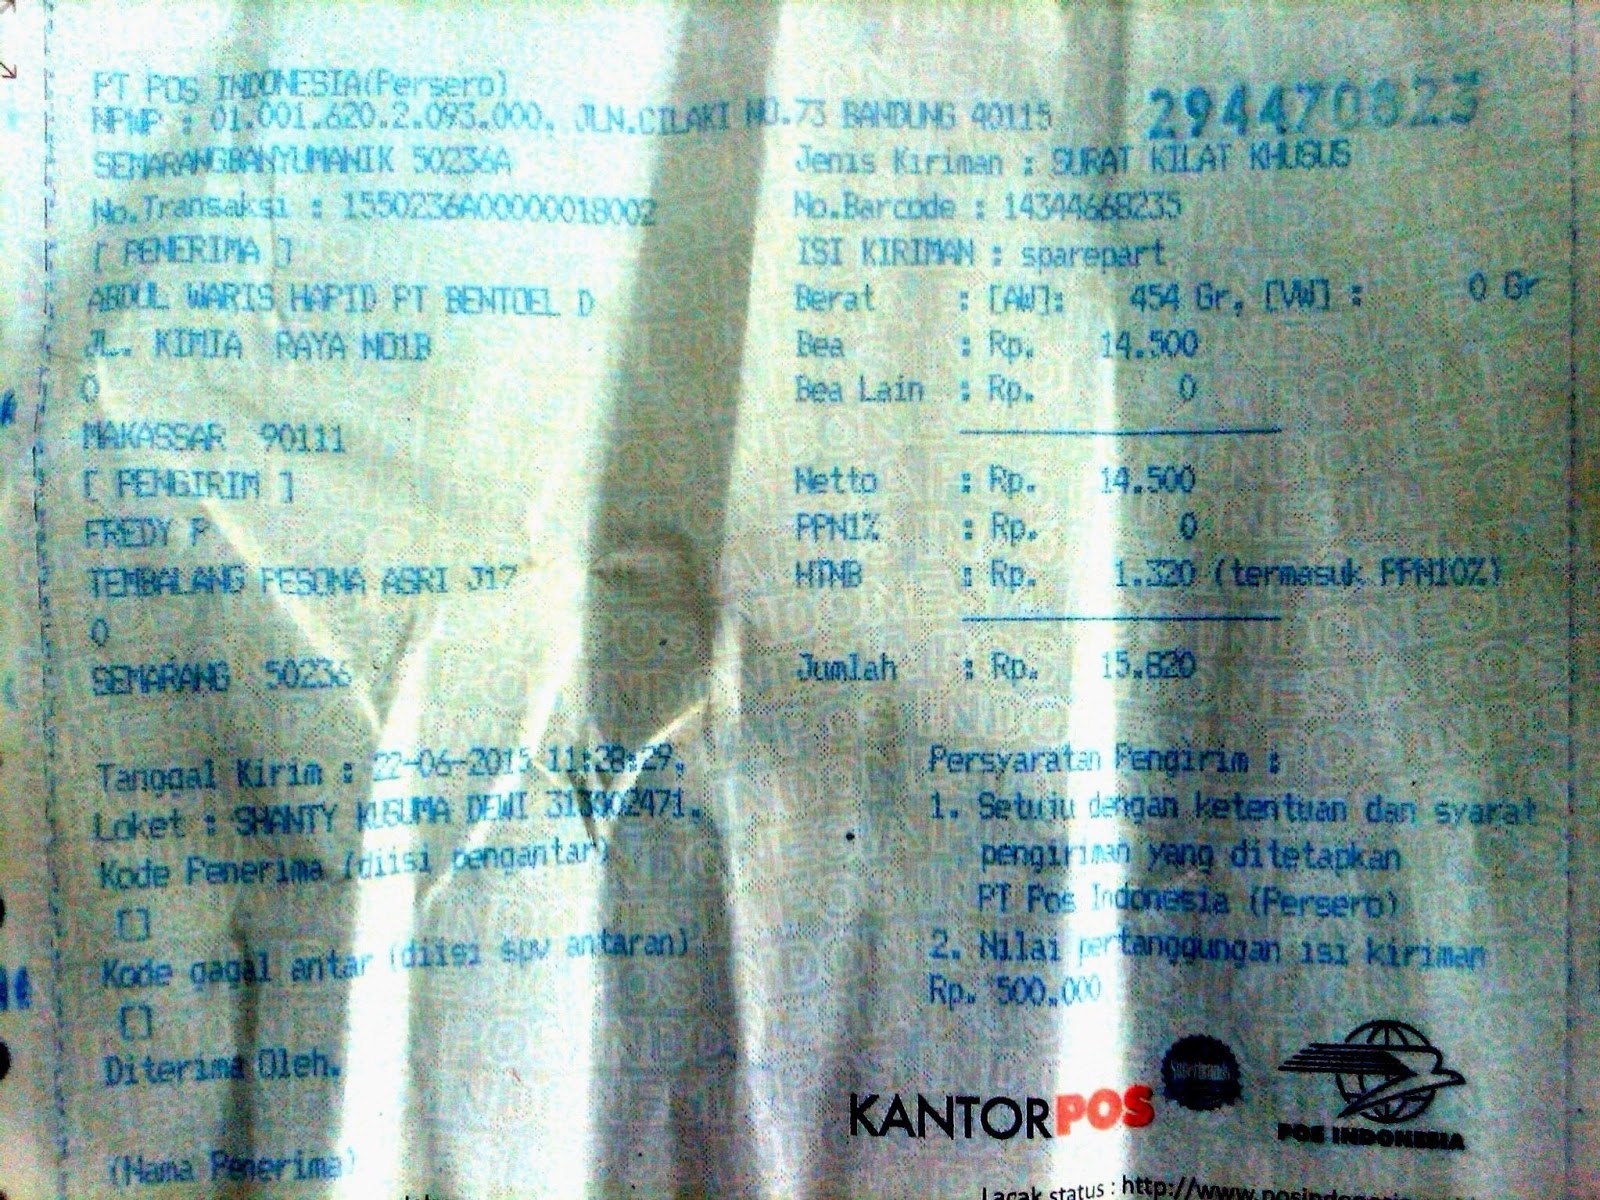 PT POS INDONESIA(Persero)
NPWP : 01.001.620.2.093.000, JLN.CILAKI NO.73 BANDUNG 40115
294470823
SEMARANGBANYUMANIK 50236A
No.Transaksi : 1550236A00000018002
[ PENERIMA ]
ABDUL WARIS HAPID PT BENTOEL D
JL. KIMIA RAYA NO1B
0
MAKASSAR 90111
[ PENGIRIM ]
FREDY P
TEMBALANG PESONA ASRI J17
0
SEMARANG 50236
Jenis Kiriman : SURAT KILAT KHUSUS
No.Barcode : 14344668235
ISI KIRIMAN : sparepart
Berat : [AW]: 454 Gr, [VW] : 0 Gr
Bea : Rp. 14.500
Bea Lain : Rp. 0
Netto : Rp. 14.500
PPN1% : Rp. 0
HTNB : Rp. 1.320 (termasuk PPN10%)
Jumlah : Rp. 15.820
Tanggal Kirim : 22-06-2015 11:28:29.
Loket : SHANTY KUSUMA DEWI 313902471.
Kode Penerima (diisi pengantar)
[]
Kode gagal antar (diisi spv antaran)
[]
Diterima Oleh.
(Nama Penerima)
Persyaratan Pengirim :
1. Setuju dengan ketentuan dan syarat
pengiriman yang ditetapkan
PT Pos Indonesia (Persero)
2. Nilai pertanggungan isi kiriman
Rp. 500.000
KANTORPOS
Superbrands
POS INDONESIA
Lacak status : http://www.posindonesia